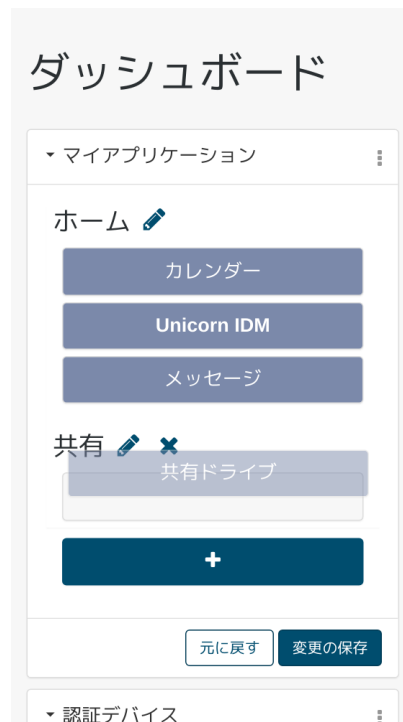 ダッシュボード
マイアプリケーション
ホーム
カレンダー
Unicorn IDM
メッセージ
共有
共有ドライブ
+
元に戻す 変更の保存
認証デバイス